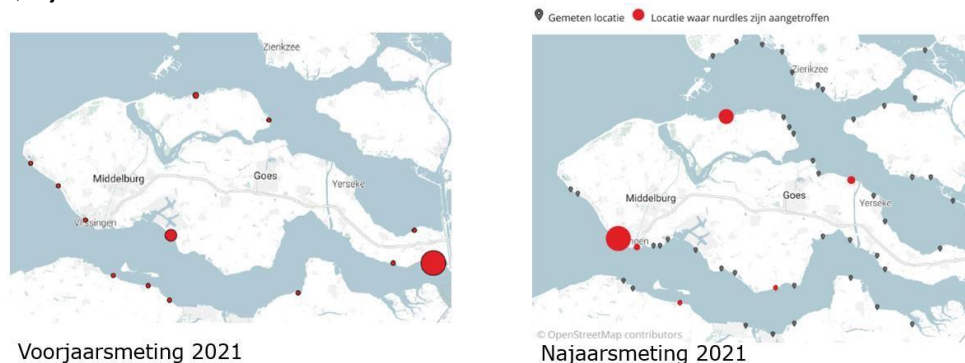 Gemeten locatie
Locatie waar nurdles zijn aangetroffen
Zierikzee
Middelburg
Goes
Yerseke
Vlissingen
Voorjaarsmeting 2021
Zierikzee
Middelburg
Goes
Yerseke
ingen
© OpenStreetMap contributors
Najaarsmeting 2021